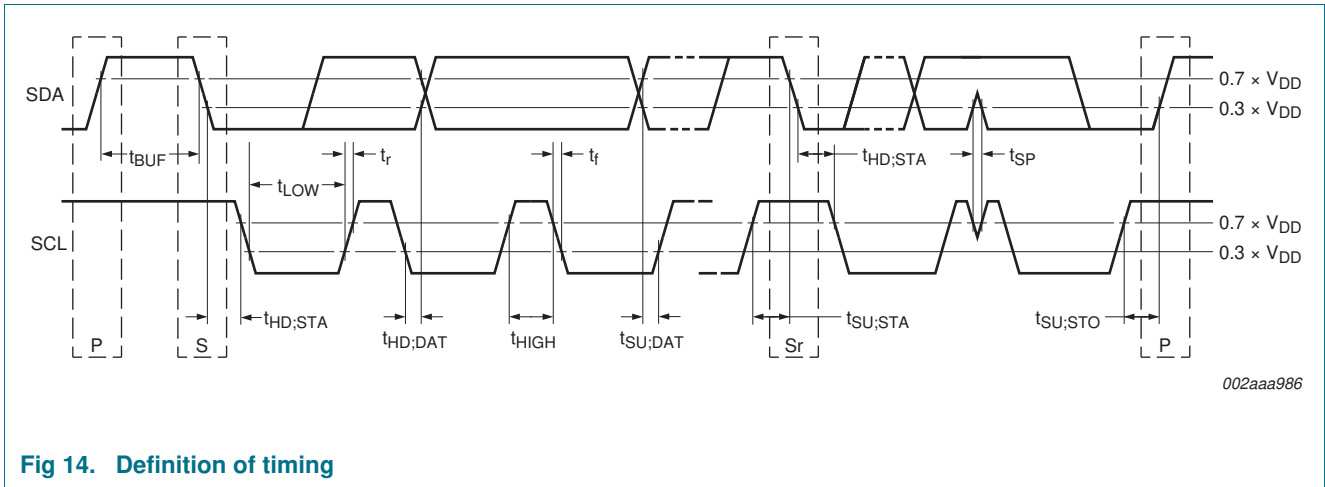 SDA
0.7 × VDD
0.3 × VDD
tBUF
tr
tf
tHD;STA
tSP
tLOW
SCL
0.7 × VDD
0.3 × VDD
tHD;STA
tHD;DAT
tHIGH
tSU;DAT
tSU;STA
tSU;STO
P
S
Sr
P
002aaa986
Fig 14. Definition of timing